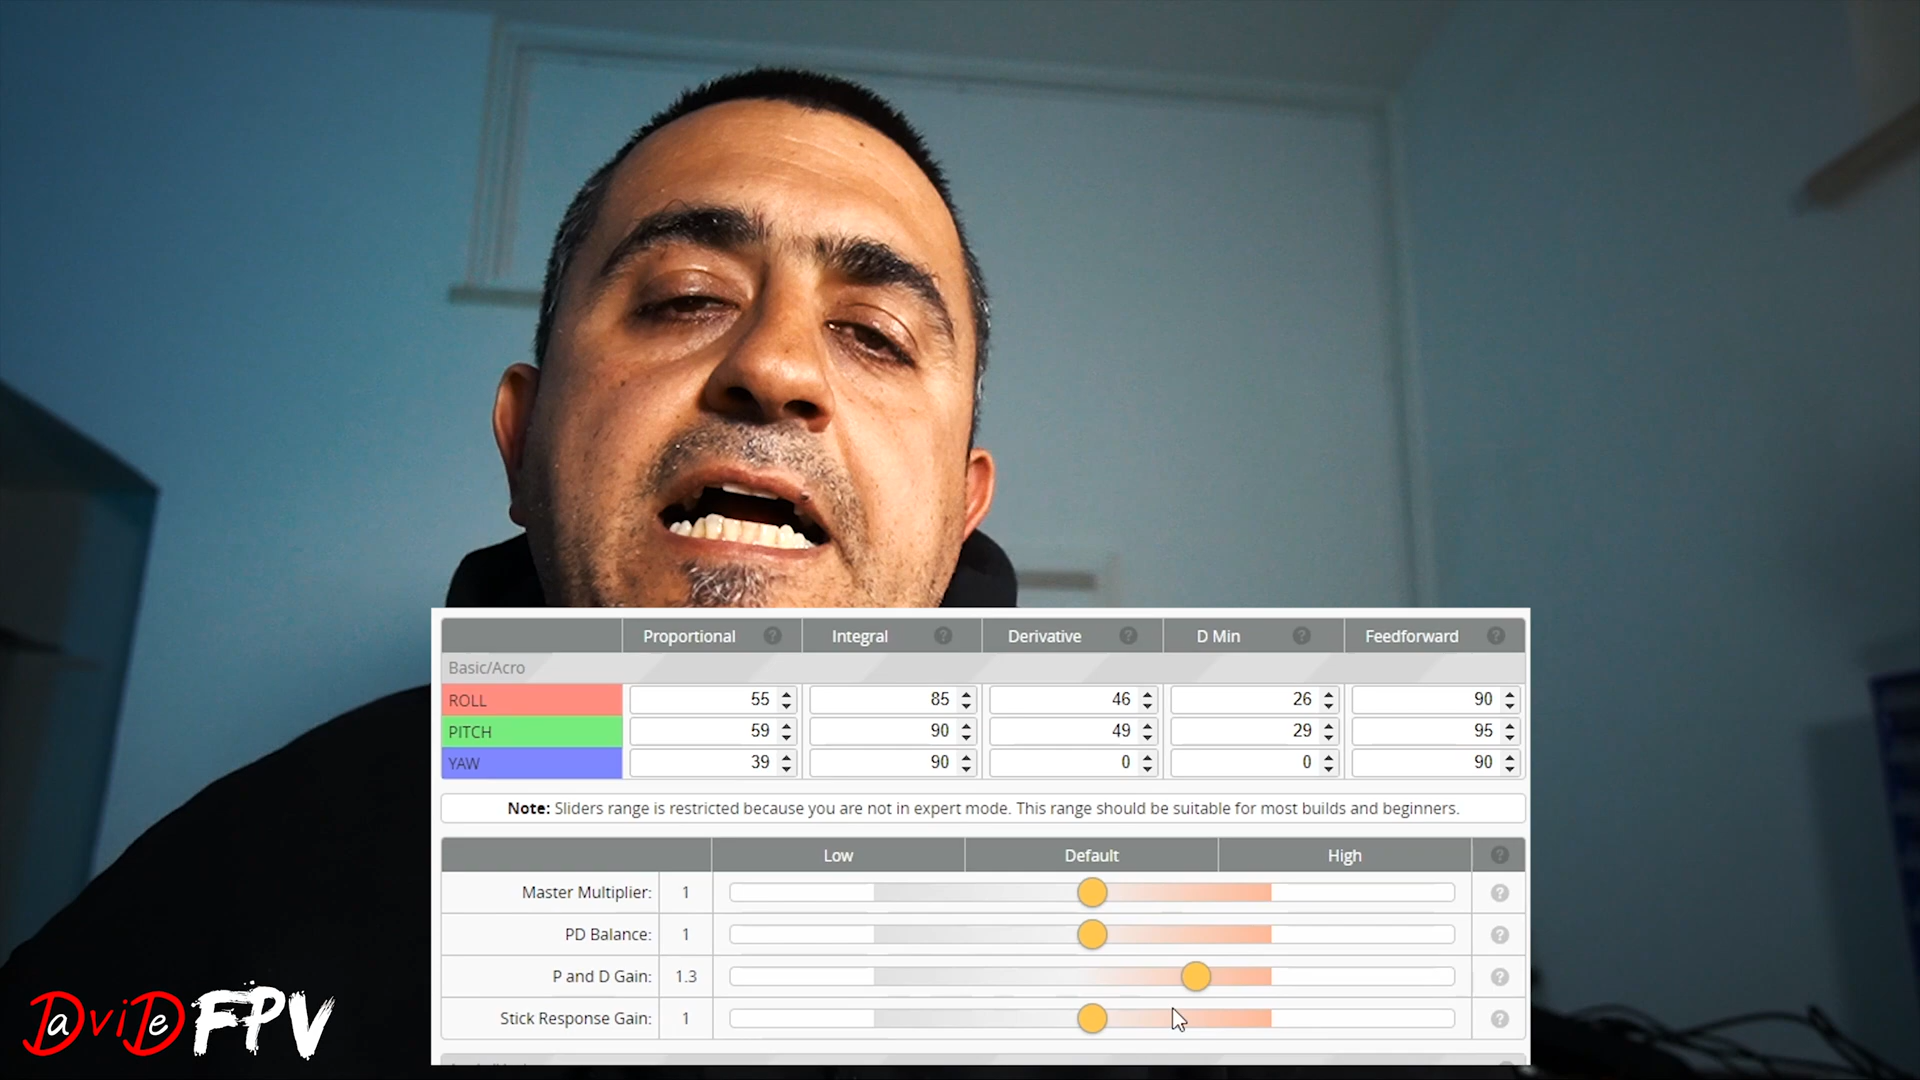 Proportional Integral Derivative D Min Feedforward
Basic/Acro
ROLL 55 85 46 26 90
PITCH 59 90 49 29 95
YAW 39 90 0 0 90
Note: Sliders range is restricted because you are not in expert mode. This range should be suitable for most builds and beginners.
Low Default High
Master Multiplier: 1
PD Balance: 1
P and D Gain: 1.3
Stick Response Gain: 1
DaviDe FPV